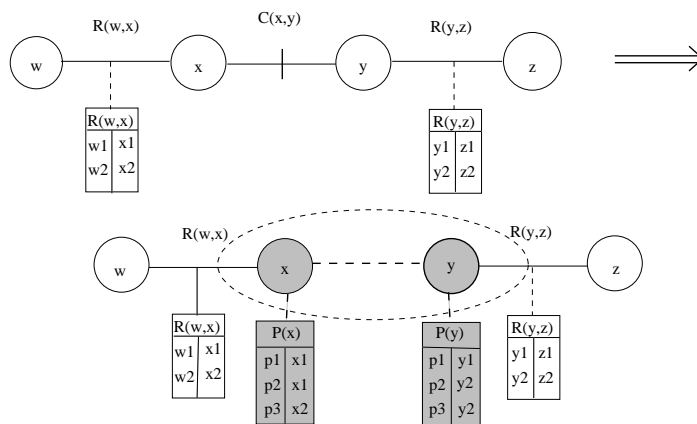 C(x,y)
R(w,x) R(y,z)
w x y z
R(w,x) R(y,z)
w1 x1 y1 z1
w2 x2 y2 z2
R(w,x) R(y,z)
w x y z
R(w,x) P(x) P(y) R(y,z)
w1 x1 p1 x1 p1 y1 y1 z1
w2 x2 p2 x1 p2 y2 y2 z2
p3 x2 p3 y2